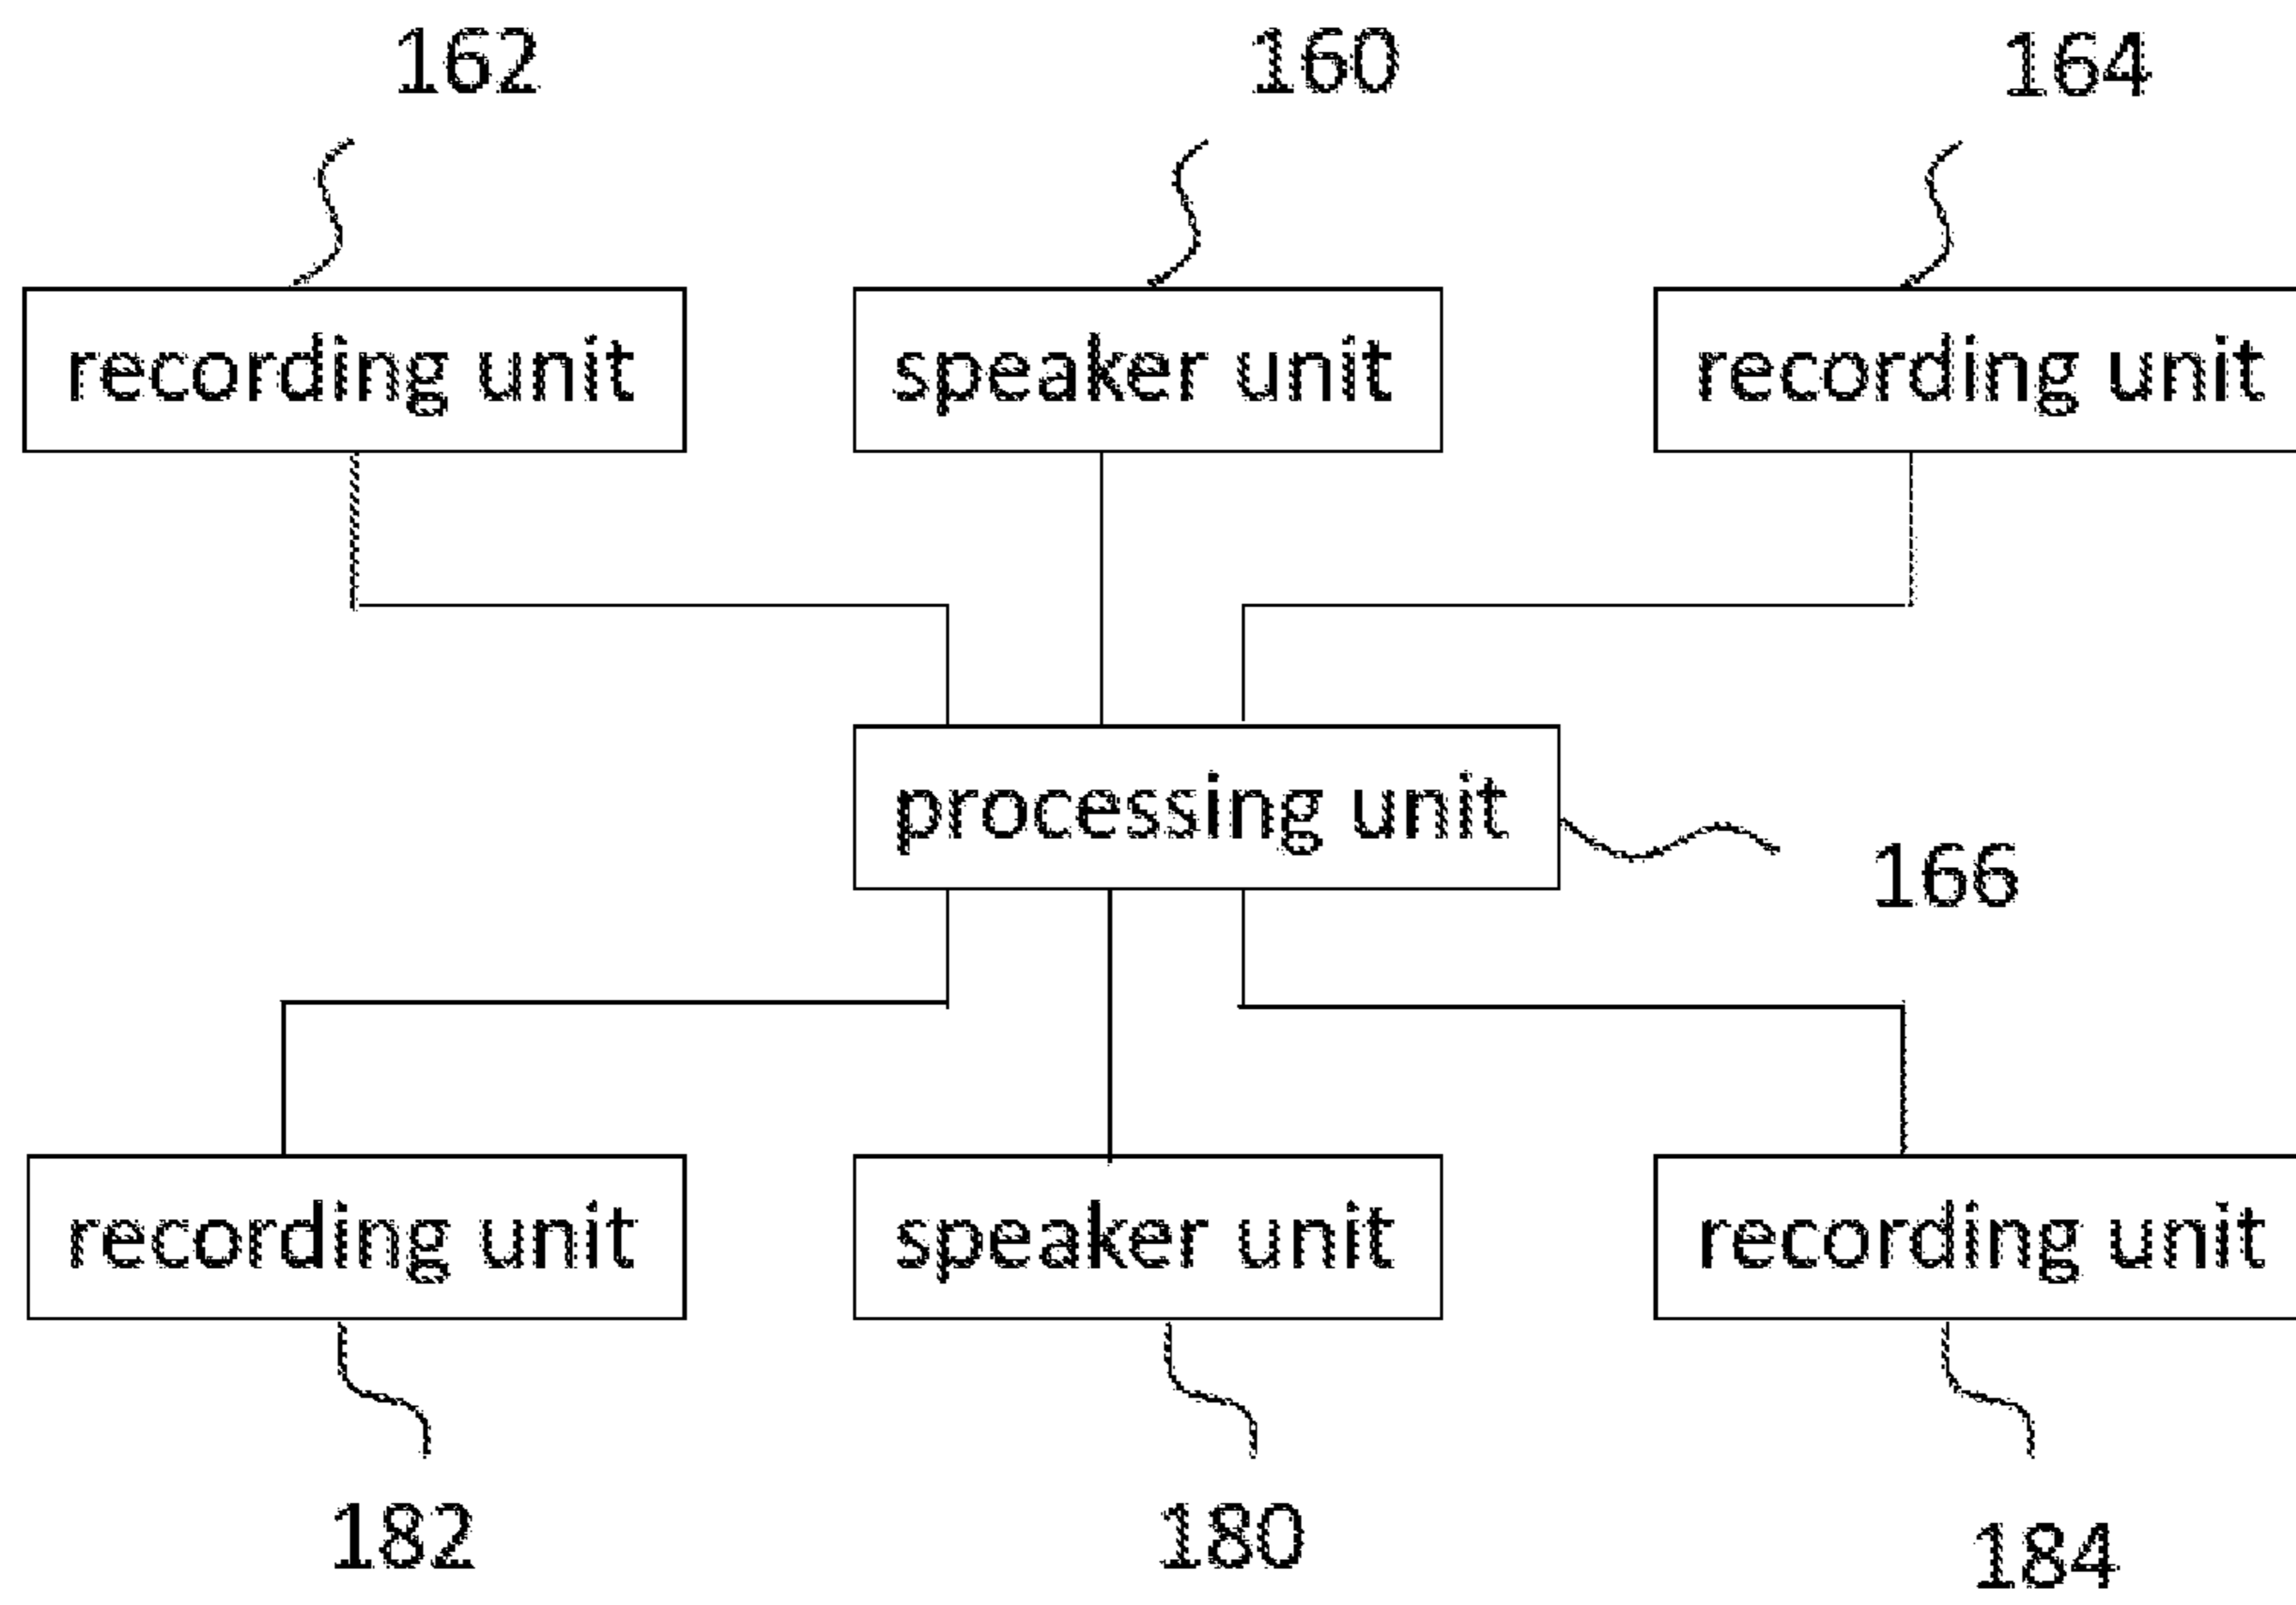 162 160 164
recording unit speaker unit recording unit
processing unit
166
recording unit speaker unit recording unit
182 180 184